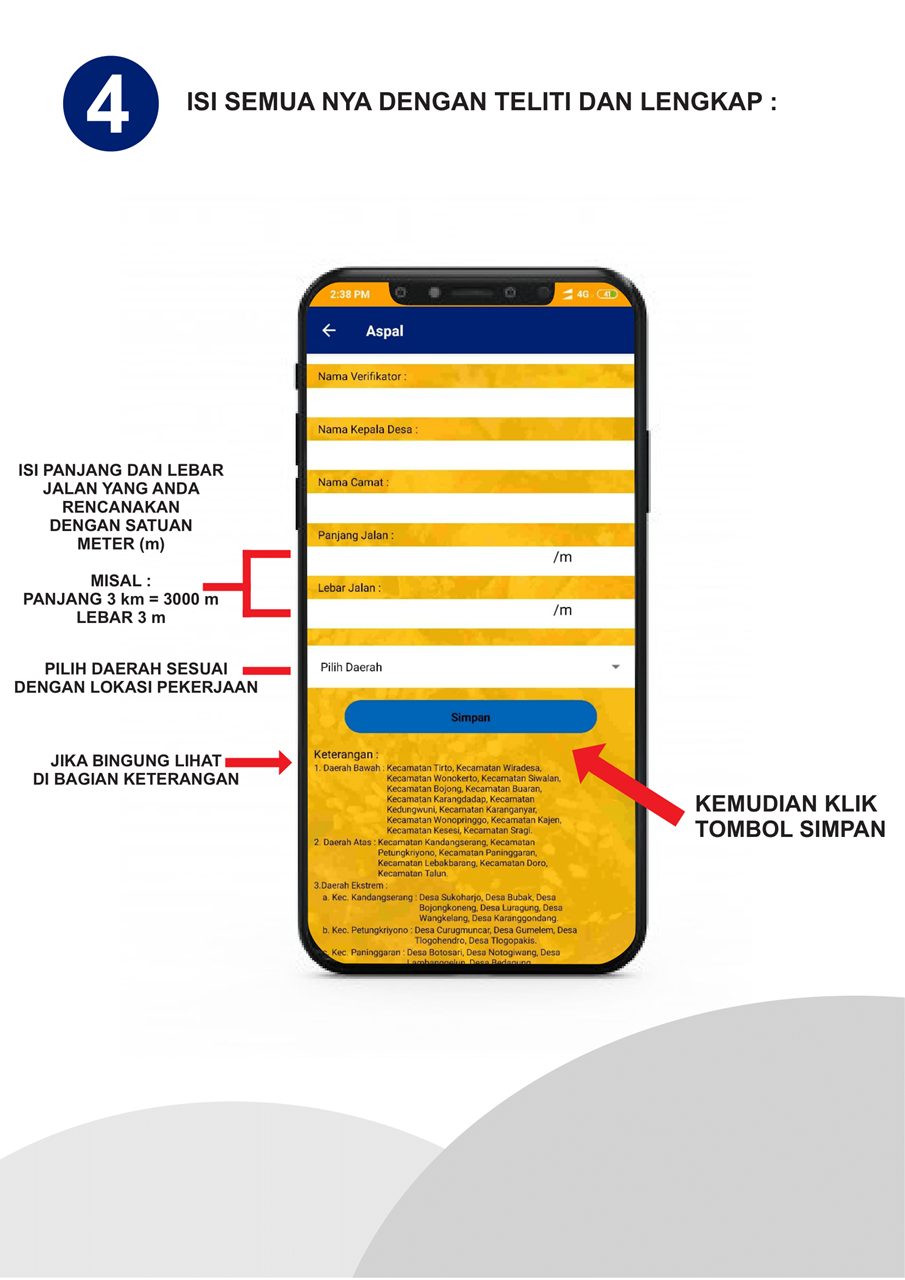 4
ISI SEMUA NYA DENGAN TELITI DAN LENGKAP :
2:38 PM
4G
41
Aspal
Nama Verifikator :
Nama Kepala Desa :
Nama Camat :
Panjang Jalan :
/m
Lebar Jalan :
/m
Pilih Daerah
Simpan
Keterangan :
1. Daerah Bawah : Kecamatan Tirto, Kecamatan Wiradesa,
Kecamatan Wonokerto, Kecamatan Siwalan,
Kecamatan Bojong, Kecamatan Buaran,
Kecamatan Karangdadap, Kecamatan
Kedungwuni, Kecamatan Karanganyar,
Kecamatan Wonopringgo, Kecamatan Kajen,
Kecamatan Kesesi, Kecamatan Sragi.
2. Daerah Atas : Kecamatan Kandangserang, Kecamatan
Petungkriyono, Kecamatan Paninggaran,
Kecamatan Lebakbarang, Kecamatan Doro,
Kecamatan Talun.
3.Daerah Ekstrem :
a. Kec. Kandangserang : Desa Sukoharjo, Desa Bubak, Desa
Bojongkoneng, Desa Luragung, Desa
Wangkelang, Desa Karanggondang.
b. Kec. Petungkriyono : Desa Curugmuncar, Desa Gumelem, Desa
Tlogohendro, Desa Tlogopakis.
c. Kec. Paninggaran : Desa Botosari, Desa Notogiwang, Desa
Lambanggelun, Desa Bedagung
ISI PANJANG DAN LEBAR
JALAN YANG ANDA
RENCANAKAN
DENGAN SATUAN
METER (m)
MISAL :
PANJANG 3 km = 3000 m
LEBAR 3 m
PILIH DAERAH SESUAI
DENGAN LOKASI PEKERJAAN
JIKA BINGUNG LIHAT
DI BAGIAN KETERANGAN
KEMUDIAN KLIK
TOMBOL SIMPAN